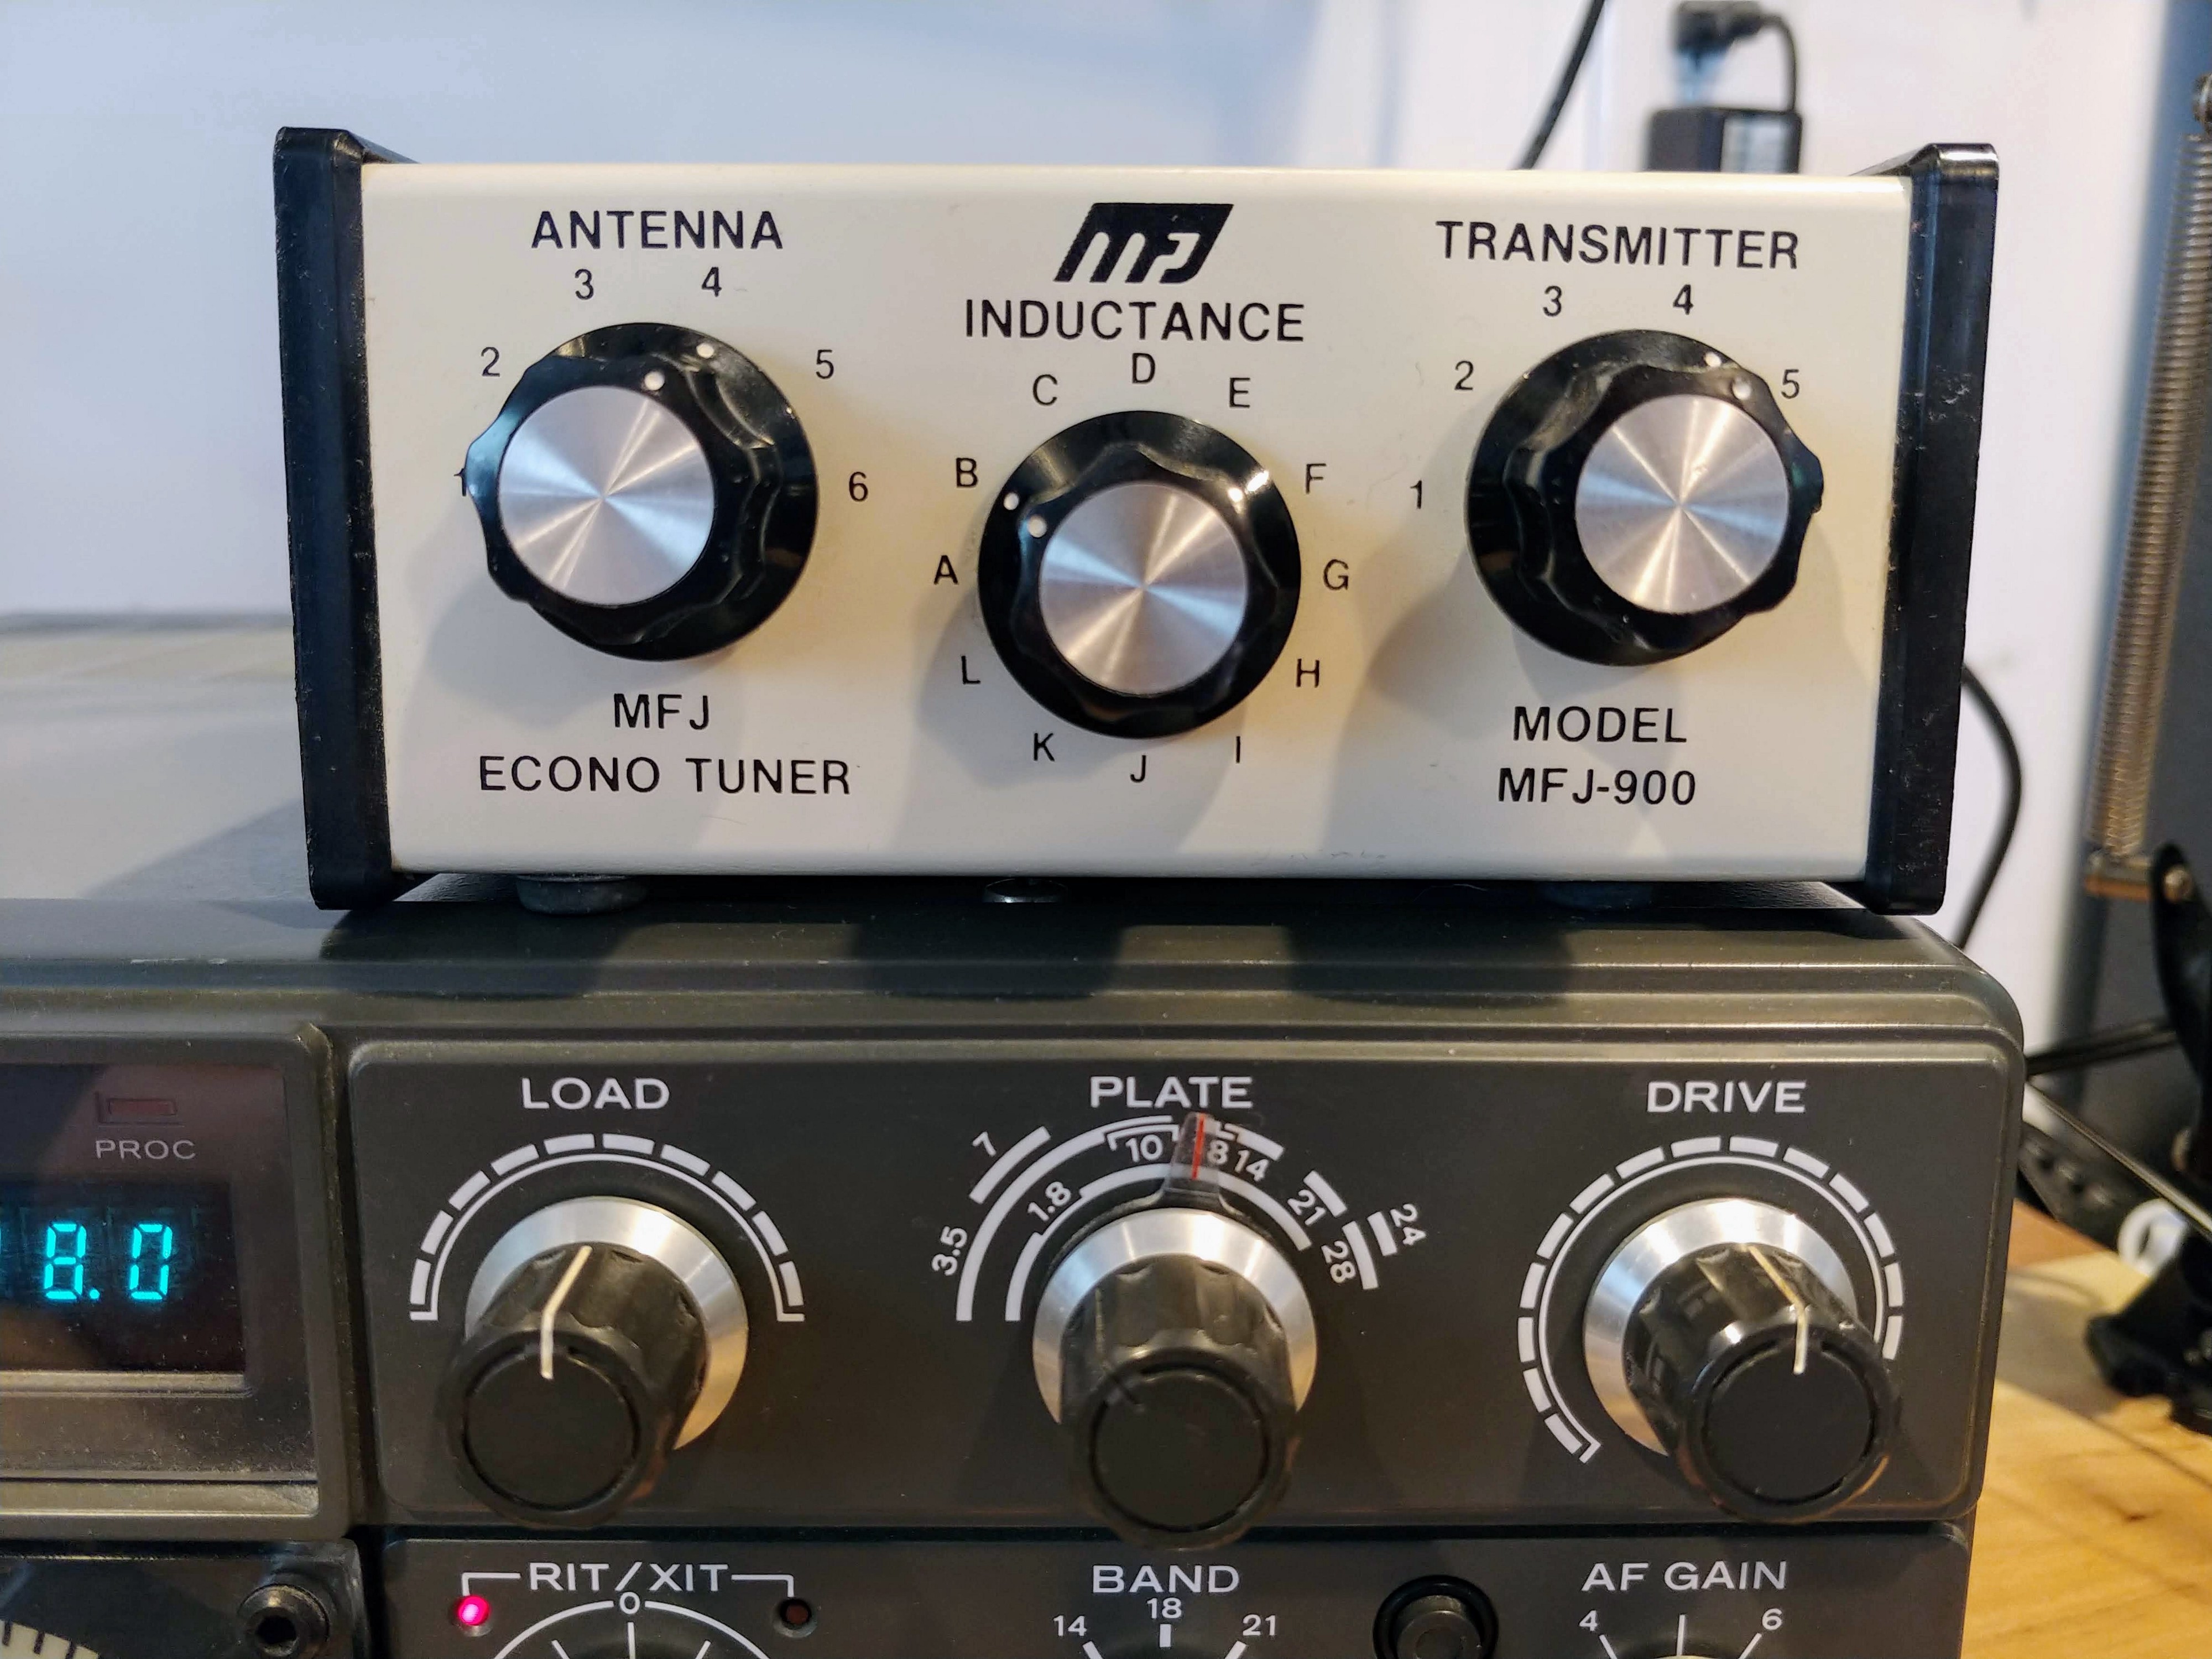 ANTENNA
3 4
2 5
1 6
MFJ
ECONO TUNER
MFJ
INDUCTANCE
D
C E
B F
A G
L H
K I
J
TRANSMITTER
3 4
2 5
1
MODEL
MFJ-900
PROC
8.0
LOAD
PLATE
7 10 18 14
3.5 1.8 21 24
28
DRIVE
RIT/XIT
0
BAND
14 18 21
AF GAIN
4 6